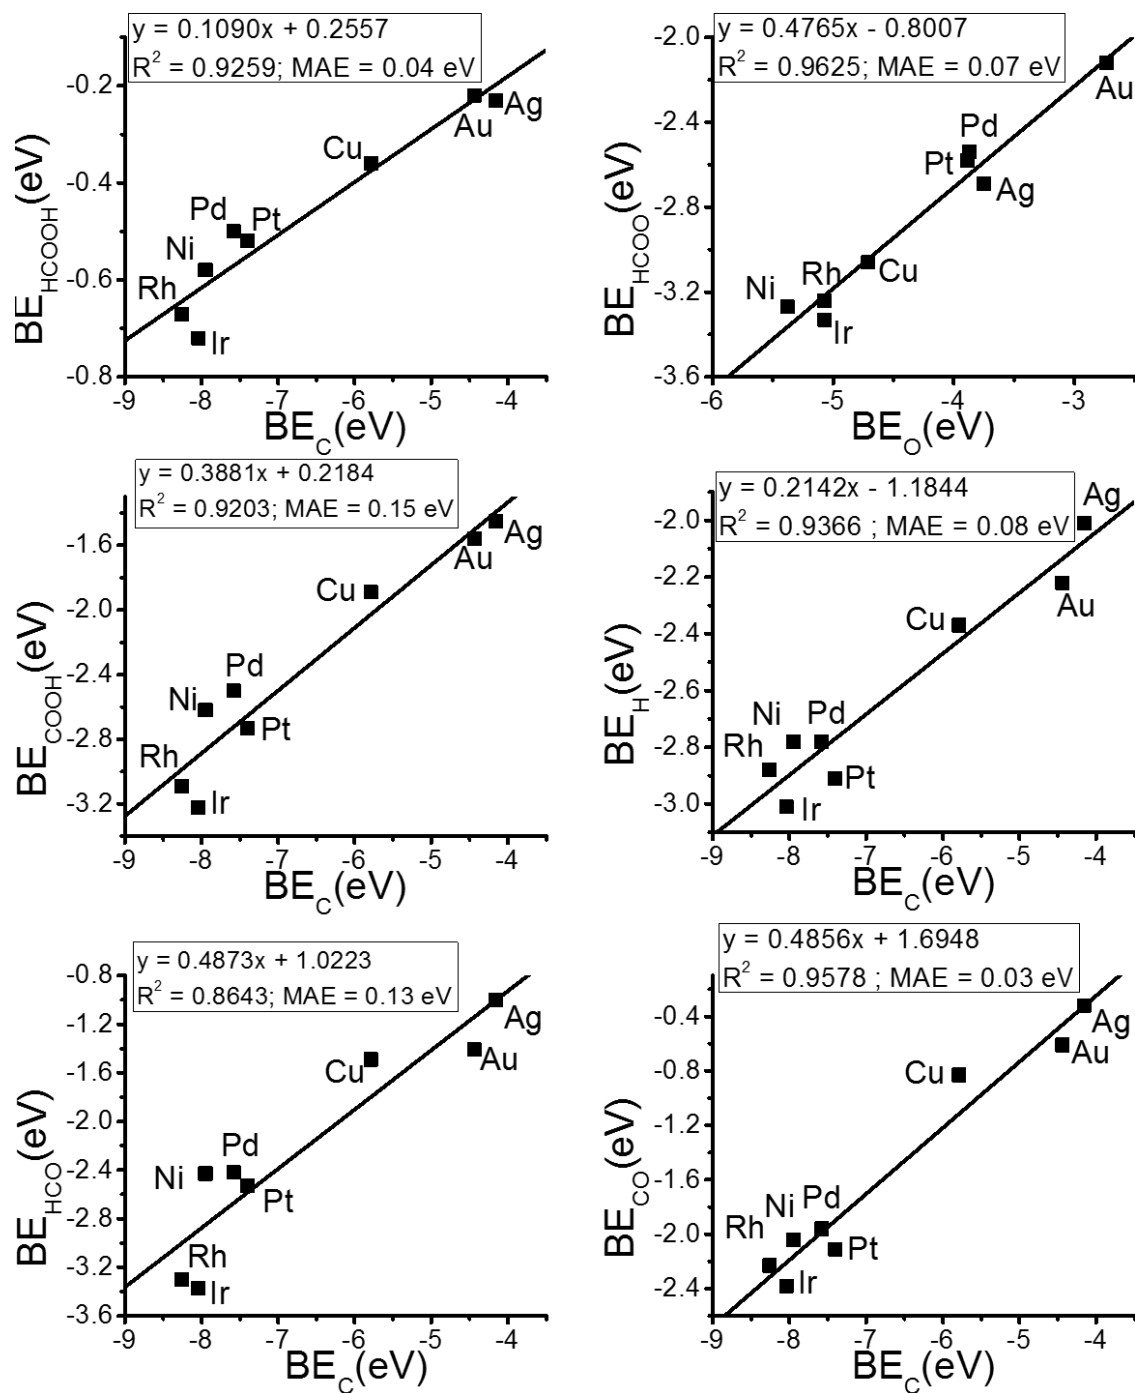 y = 0.1090x + 0.2557
R² = 0.9259; MAE = 0.04 eV
BE_HCOOH(eV)
-0.2
-0.4
-0.6
-0.8
Ag
Au
Cu
Pd
Pt
Ni
Rh
Ir
-9 -8 -7 -6 -5 -4
BE_C(eV)
y = 0.4765x - 0.8007
R² = 0.9625; MAE = 0.07 eV
BE_HCOO(eV)
-2.0
-2.4
-2.8
-3.2
-3.6
Au
Pd
Pt
Ag
Cu
Rh
Ni
Ir
-6 -5 -4 -3
BE_O(eV)
y = 0.3881x + 0.2184
R² = 0.9203; MAE = 0.15 eV
BE_COOH(eV)
-1.6
-2.0
-2.4
-2.8
-3.2
Ag
Au
Cu
Pd
Ni
Pt
Rh
Ir
-9 -8 -7 -6 -5 -4
BE_C(eV)
y = 0.2142x - 1.1844
R² = 0.9366 ; MAE = 0.08 eV
BE_H(eV)
-2.0
-2.2
-2.4
-2.6
-2.8
-3.0
Ag
Au
Cu
Ni
Pd
Rh
Pt
Ir
-9 -8 -7 -6 -5 -4
BE_C(eV)
y = 0.4873x + 1.0223
R² = 0.8643; MAE = 0.13 eV
BE_HCO(eV)
-0.8
-1.2
-1.6
-2.0
-2.4
-2.8
-3.2
-3.6
Ag
Au
Cu
Pd
Ni
Pt
Rh
Ir
-9 -8 -7 -6 -5 -4
BE_C(eV)
y = 0.4856x + 1.6948
R² = 0.9578 ; MAE = 0.03 eV
BE_CO(eV)
-0.4
-0.8
-1.2
-1.6
-2.0
-2.4
Ag
Au
Cu
Pd
Ni
Rh
Pt
Ir
-9 -8 -7 -6 -5 -4
BE_C(eV)